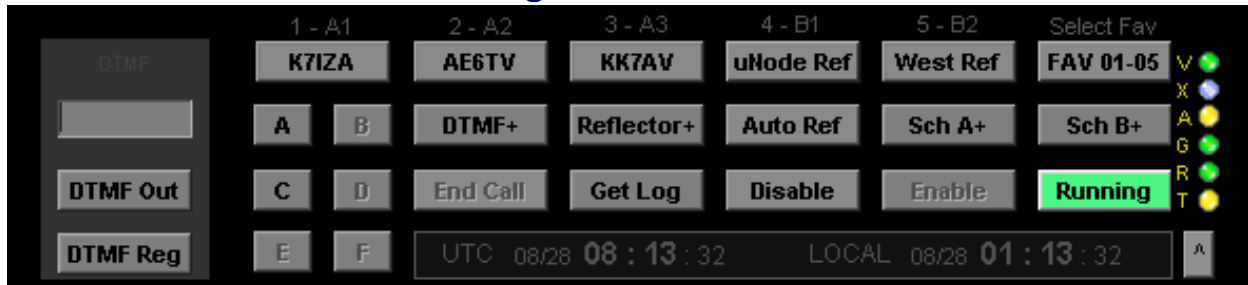 1 - A1 2 - A2 3 - A3 4 - B1 5 - B2 Select Fav
DTMF K7IZA AE6TV KK7AV uNode Ref West Ref FAV 01-05 V
X
A B DTMF+ Reflector+ Auto Ref Sch A+ Sch B+ A
G
DTMF Out C D End Call Get Log Disable Enable Running R
T
DTMF Reg E F UTC 08/28 08 : 13 : 32 LOCAL 08/28 01 : 13 : 32 A